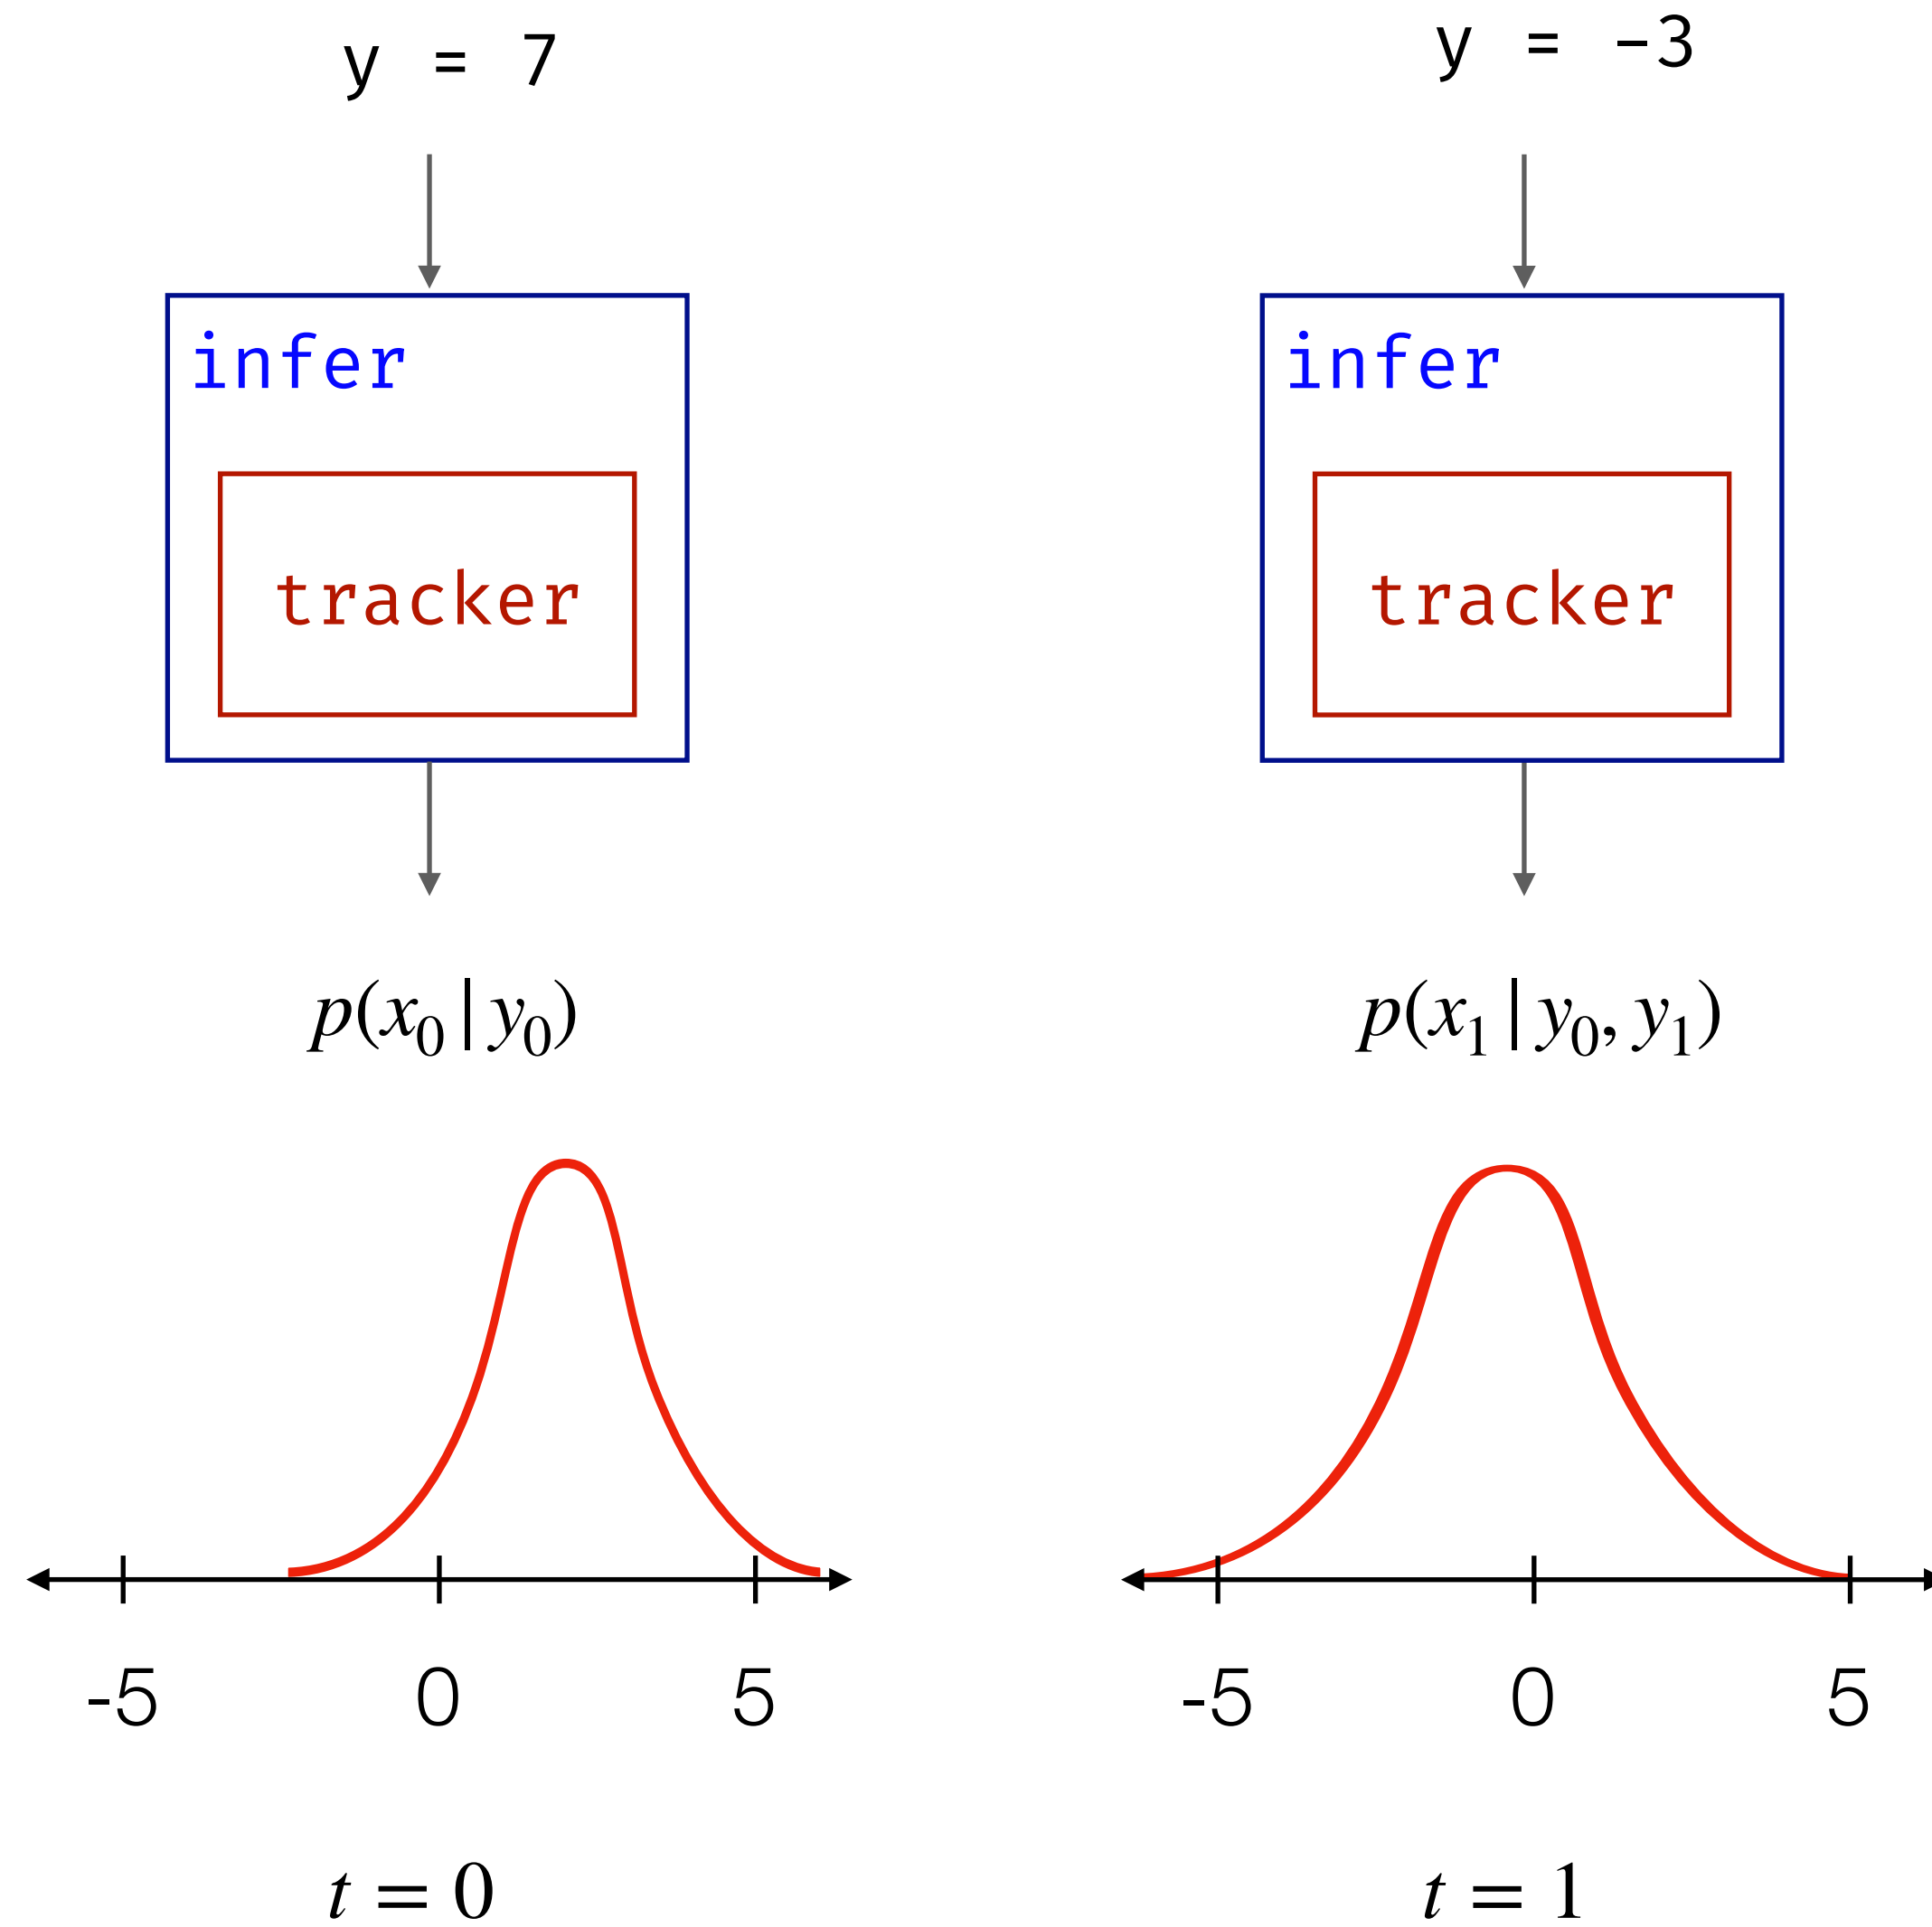 y = 7
infer
tracker
p(x₀ | y₀)
-5 0 5
t = 0
y = -3
infer
tracker
p(x₁ | y₀, y₁)
-5 0 5
t = 1